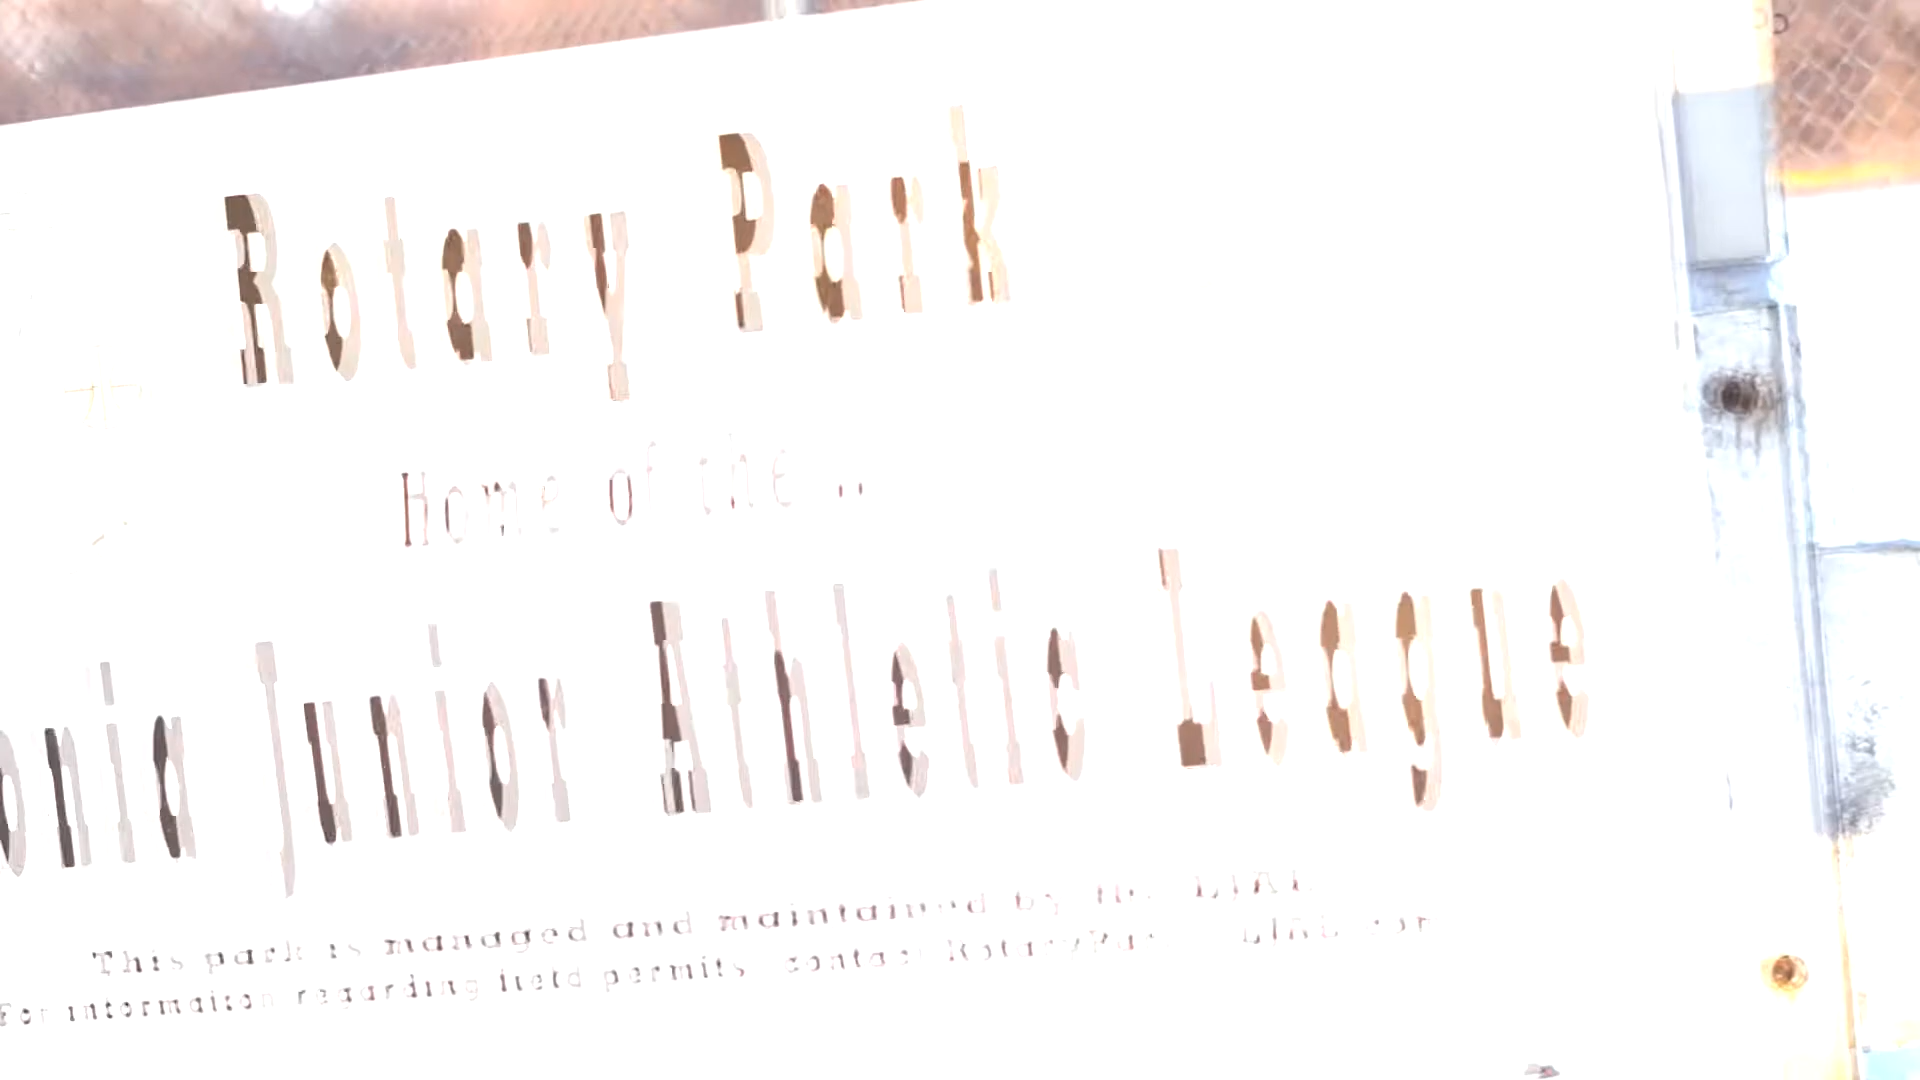 Rotary Park
Home of the ..
onia Junior Athletic League
This park is managed and maintained by the LJAL
For information regarding field permits contact